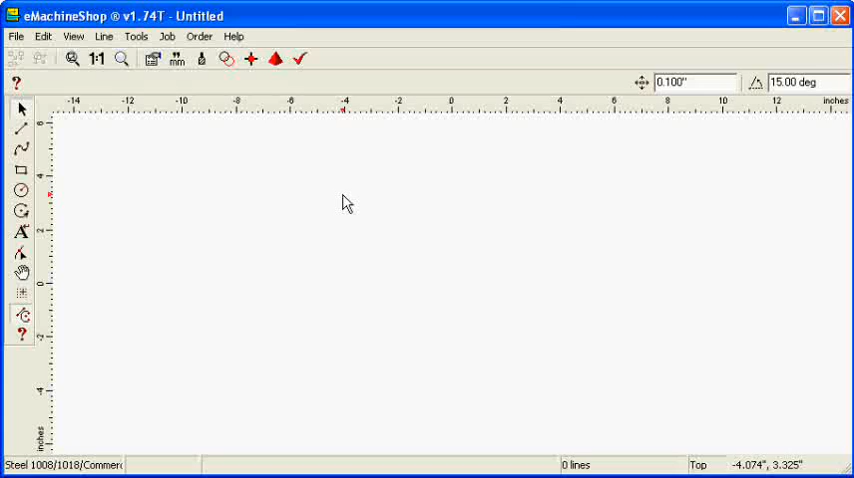 eMachineShop ® v1.74T - Untitled
File Edit View Line Tools Job Order Help
1:1
? 0.100" 15.00 deg
-14 -12 -10 -8 -6 -4 -2 0 2 4 6 8 10 12 inches
6
4
2
0
-2
-4
inches
A
?
Steel 1008/1018/Commerc 0 lines Top -4.074", 3.325"